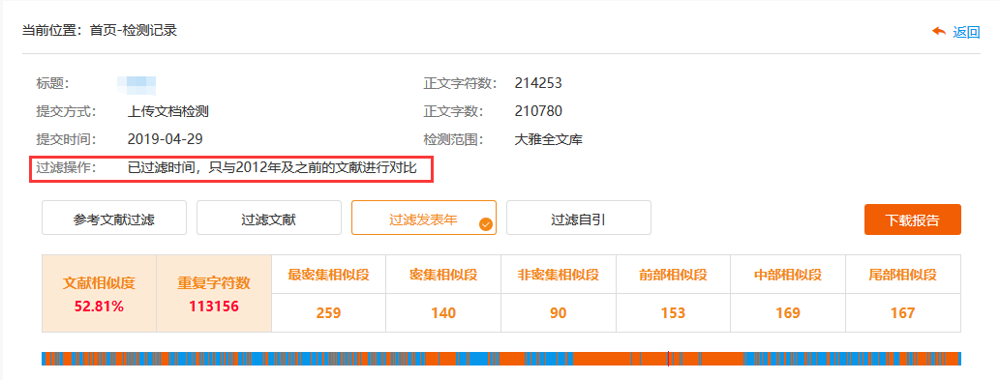 当前位置：首页-检测记录 返回
标题： 正文字符数： 214253
提交方式： 上传文档检测 正文字数： 210780
提交时间： 2019-04-29 检测范围： 大雅全文库
过滤操作： 已过滤时间，只与2012年及之前的文献进行对比
参考文献过滤 过滤文献 过滤发表年 过滤自引 下载报告
文献相似度 重复字符数 最密集相似段 密集相似段 非密集相似段 前部相似段 中部相似段 尾部相似段
52.81% 113156 259 140 90 153 169 167